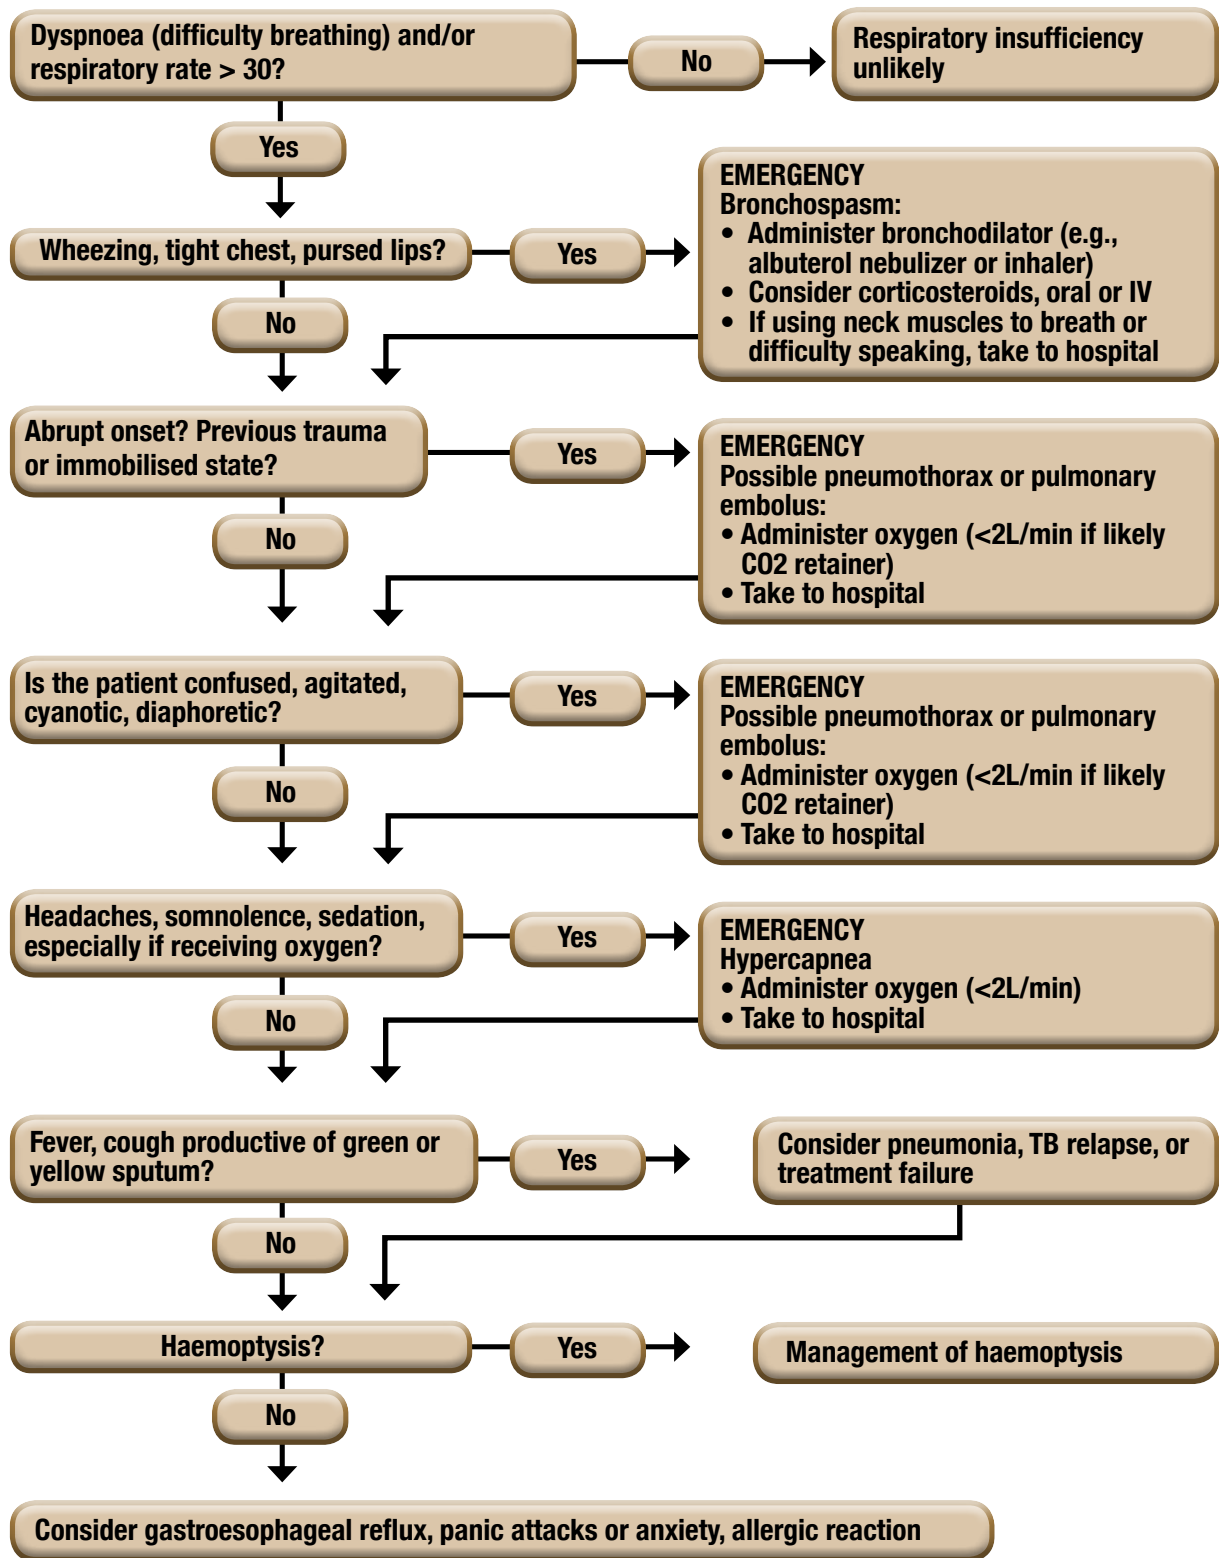 Dyspnoea (difficulty breathing) and/or
respiratory rate > 30?
No
Respiratory insufficiency
unlikely
Yes
Wheezing, tight chest, pursed lips?
Yes
EMERGENCY
Bronchospasm:
• Administer bronchodilator (e.g.,
albuterol nebulizer or inhaler)
• Consider corticosteroids, oral or IV
• If using neck muscles to breath or
difficulty speaking, take to hospital
No
Abrupt onset? Previous trauma
or immobilised state?
Yes
EMERGENCY
Possible pneumothorax or pulmonary
embolus:
• Administer oxygen (<2L/min if likely
CO2 retainer)
• Take to hospital
No
Is the patient confused, agitated,
cyanotic, diaphoretic?
Yes
EMERGENCY
Possible pneumothorax or pulmonary
embolus:
• Administer oxygen (<2L/min if likely
CO2 retainer)
• Take to hospital
No
Headaches, somnolence, sedation,
especially if receiving oxygen?
Yes
EMERGENCY
Hypercapnea
• Administer oxygen (<2L/min)
• Take to hospital
No
Fever, cough productive of green or
yellow sputum?
Yes
Consider pneumonia, TB relapse, or
treatment failure
No
Haemoptysis?
Yes
Management of haemoptysis
No
Consider gastroesophageal reflux, panic attacks or anxiety, allergic reaction